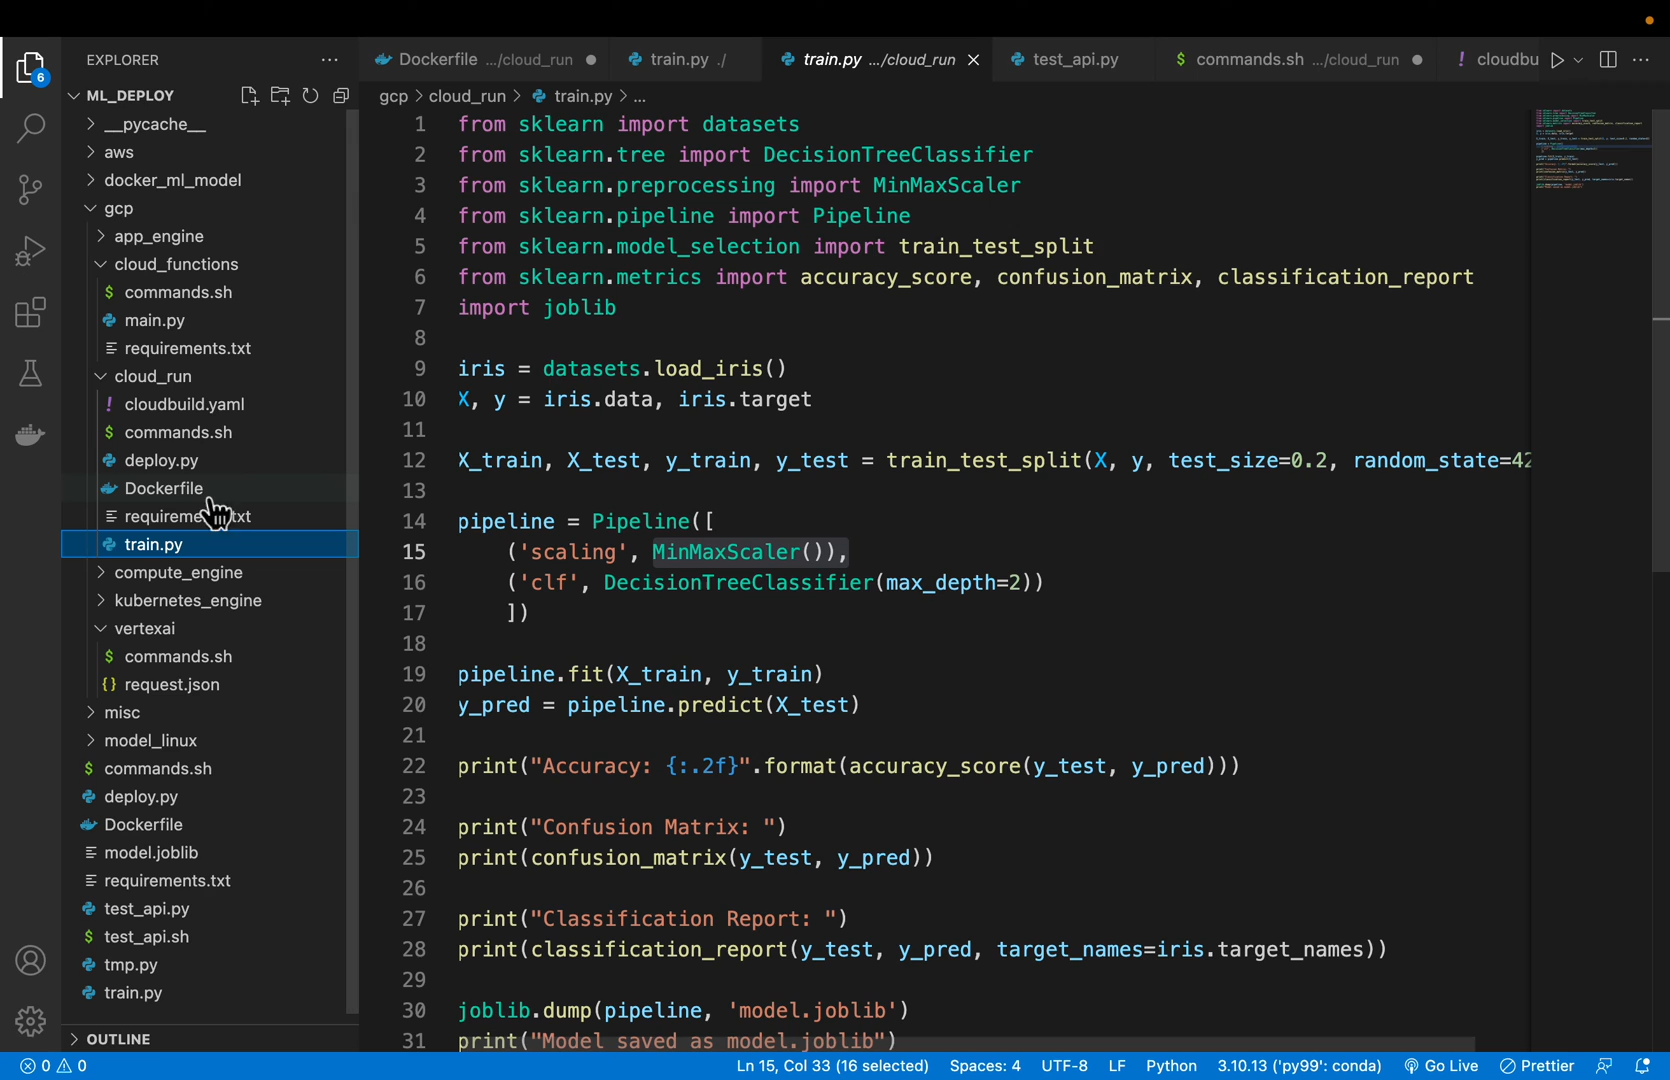 EXPLORER
ML_DEPLOY
__pycache__
aws
docker_ml_model
gcp
app_engine
cloud_functions
$ commands.sh
main.py
requirements.txt
cloud_run
! cloudbuild.yaml
$ commands.sh
deploy.py
Dockerfile
train.py
compute_engine
kubernetes_engine
vertexai
$ commands.sh
{} request.json
misc
model_linux
$ commands.sh
deploy.py
Dockerfile
model.joblib
requirements.txt
test_api.py
$ test_api.sh
tmp.py
train.py
OUTLINE
6
Dockerfile .../cloud_run
train.py ./
train.py .../cloud_run
test_api.py
$ commands.sh .../cloud_run
! cloudbu
gcp > cloud_run > train.py > ...
1 from sklearn import datasets
2 from sklearn.tree import DecisionTreeClassifier
3 from sklearn.preprocessing import MinMaxScaler
4 from sklearn.pipeline import Pipeline
5 from sklearn.model_selection import train_test_split
6 from sklearn.metrics import accuracy_score, confusion_matrix, classification_report
7 import joblib
8
9 iris = datasets.load_iris()
10 X, y = iris.data, iris.target
11
12 X_train, X_test, y_train, y_test = train_test_split(X, y, test_size=0.2, random_state=42
13
14 pipeline = Pipeline([
15 ('scaling', MinMaxScaler()),
16 ('clf', DecisionTreeClassifier(max_depth=2))
17 ])
18
19 pipeline.fit(X_train, y_train)
20 y_pred = pipeline.predict(X_test)
21
22 print("Accuracy: {:.2f}".format(accuracy_score(y_test, y_pred)))
23
24 print("Confusion Matrix: ")
25 print(confusion_matrix(y_test, y_pred))
26
27 print("Classification Report: ")
28 print(classification_report(y_test, y_pred, target_names=iris.target_names))
29
30 joblib.dump(pipeline, 'model.joblib')
31 print("Model saved as model.joblib")
0 0
Ln 15, Col 33 (16 selected) Spaces: 4 UTF-8 LF Python 3.10.13 ('py99': conda) Go Live Prettier